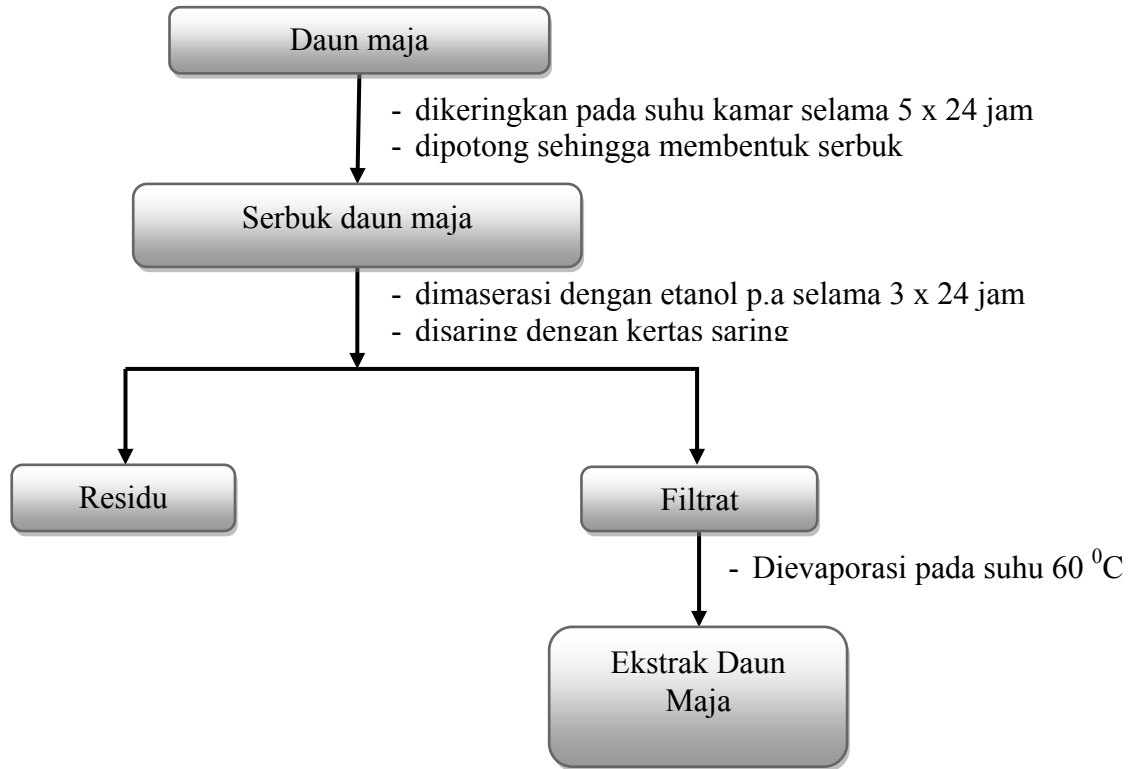 Daun maja
- dikeringkan pada suhu kamar selama 5 x 24 jam
- dipotong sehingga membentuk serbuk
Serbuk daun maja
- dimaserasi dengan etanol p.a selama 3 x 24 jam
- disaring dengan kertas saring
Residu
Filtrat
- Dievaporasi pada suhu 60 ⁰C
Ekstrak Daun
Maja